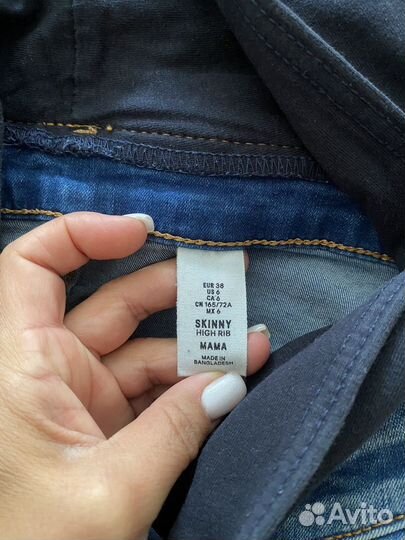 EUR 38
US 6
CA 6
CN 165/72A
MX 6
SKINNY
HIGH RIB
MAMA
MADE IN
BANGLADESH
Avito